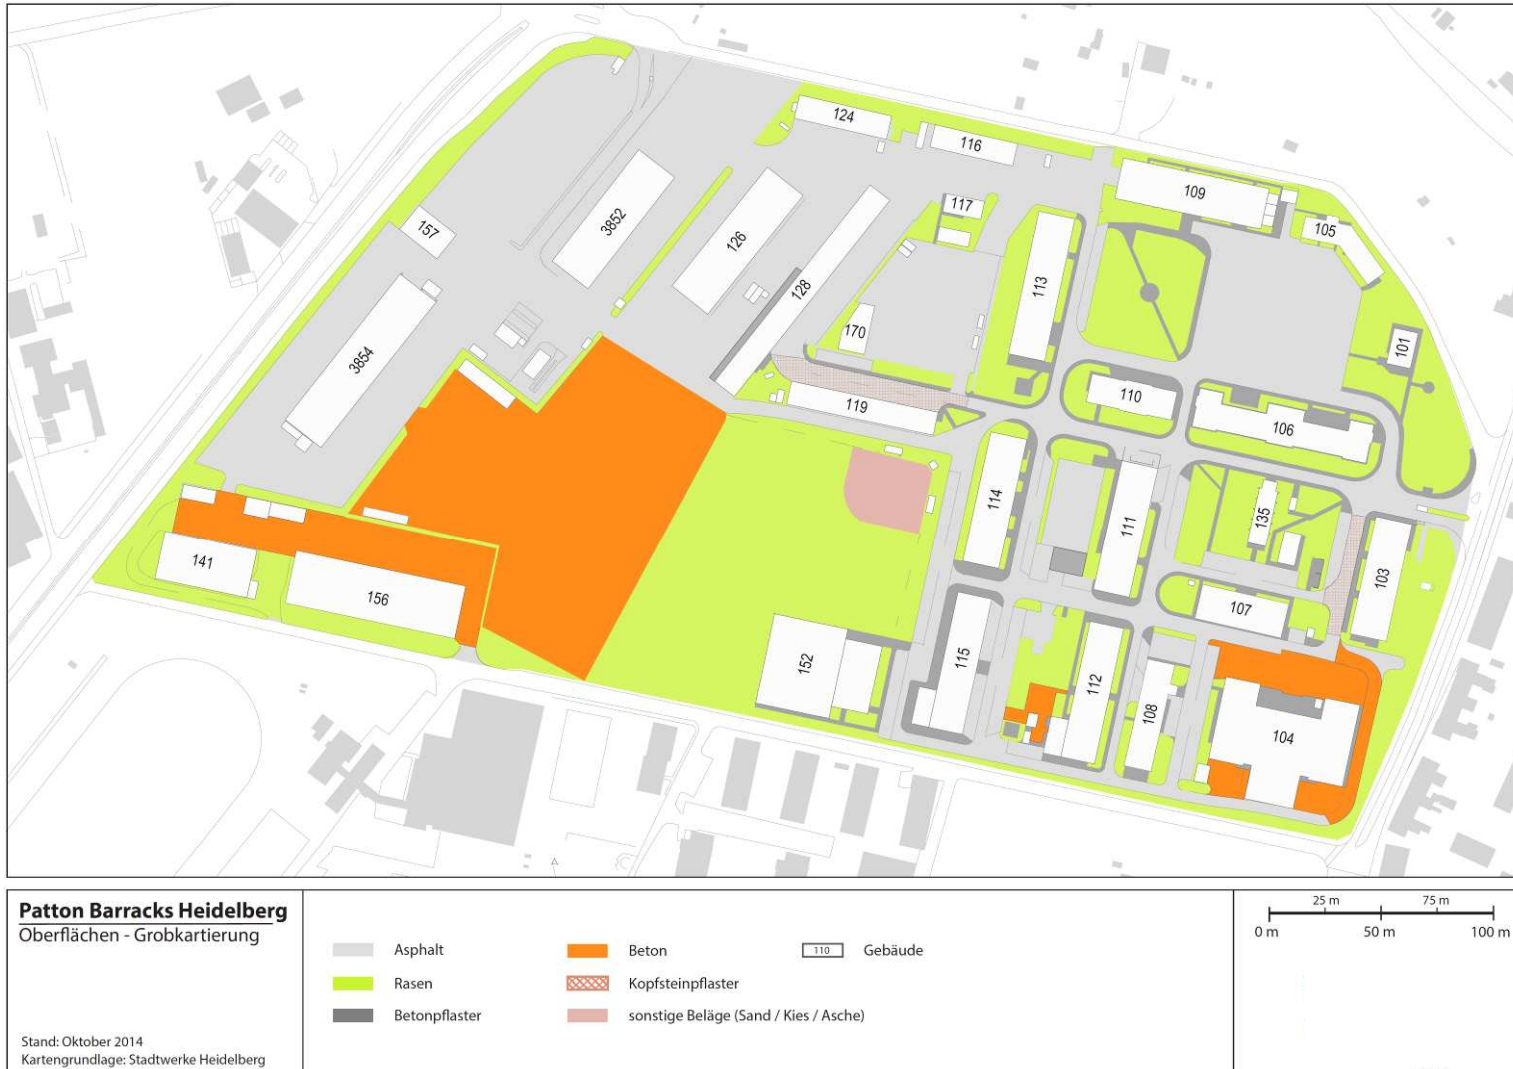 124
116
109
117
105
157
3852
126
128
113
170
101
3854
119
110
106
114
111
135
103
141
156
107
152
115
112
108
104
Patton Barracks Heidelberg
Oberflächen - Grobkartierung
Stand: Oktober 2014
Kartengrundlage: Stadtwerke Heidelberg
Asphalt
Rasen
Betonpflaster
Beton
Kopfsteinpflaster
sonstige Beläge (Sand / Kies / Asche)
110 Gebäude
25 m 75 m
0 m 50 m 100 m